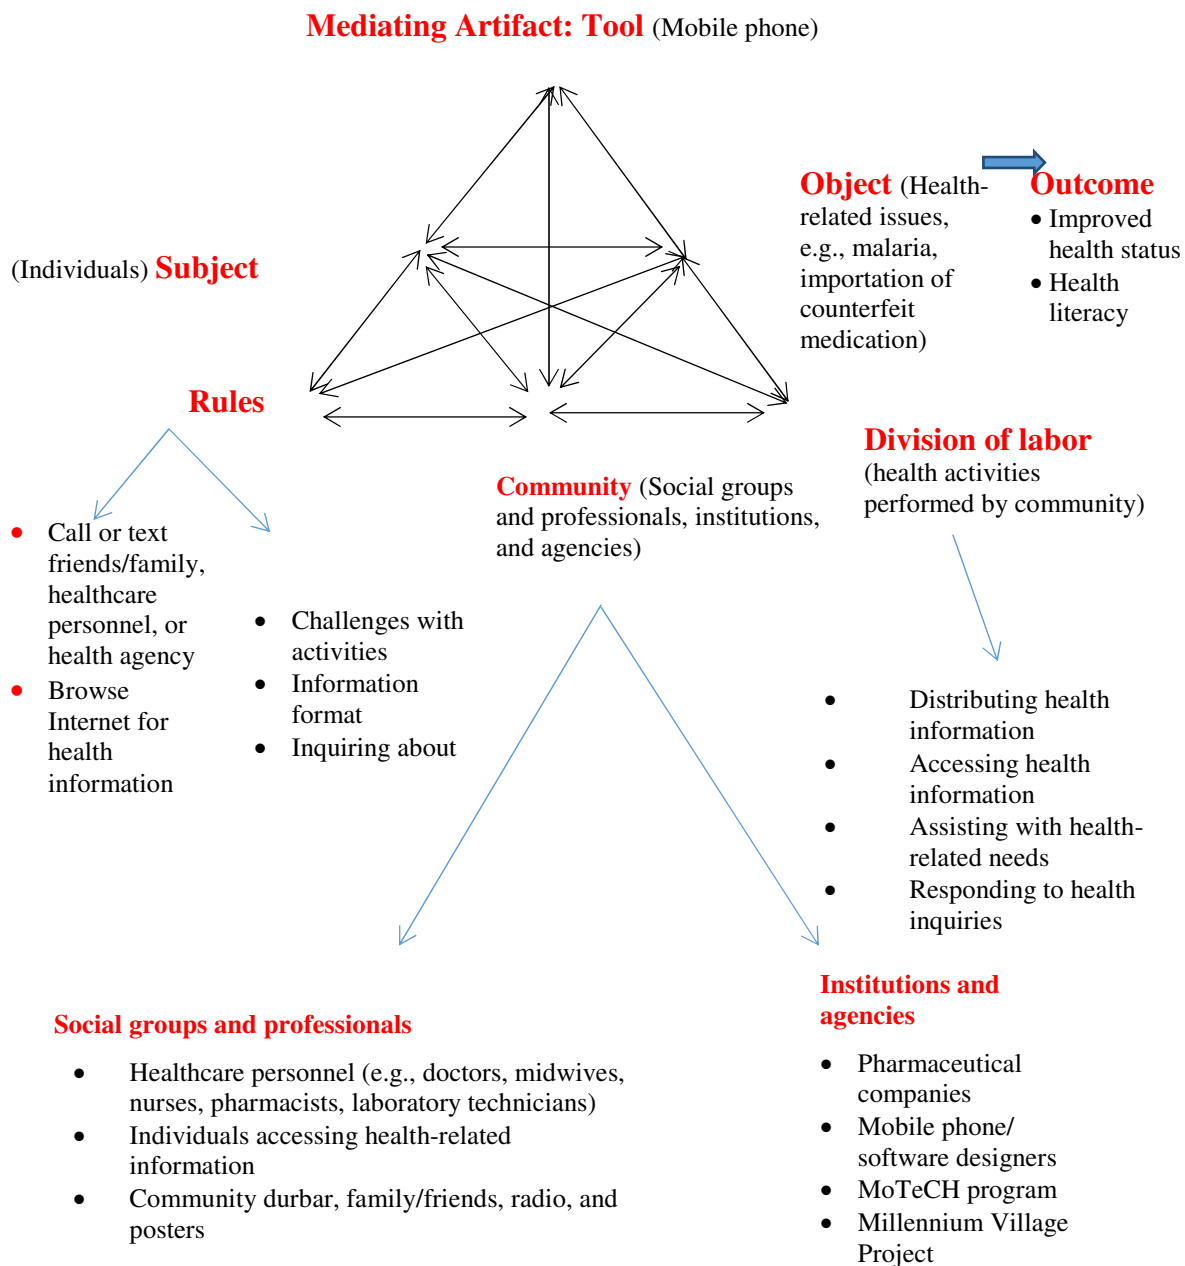 Mediating Artifact: Tool (Mobile phone)
Object (Health-
related issues,
e.g., malaria,
importation of
counterfeit
medication)
Outcome
• Improved
health status
• Health
literacy
(Individuals) Subject
Rules
• Call or text
friends/family,
healthcare
personnel, or
health agency
• Browse
Internet for
health
information
• Challenges with
activities
• Information
format
• Inquiring about
Community (Social groups
and professionals, institutions,
and agencies)
Division of labor
(health activities
performed by community)
• Distributing health
information
• Accessing health
information
• Assisting with health-
related needs
• Responding to health
inquiries
Social groups and professionals
• Healthcare personnel (e.g., doctors, midwives,
nurses, pharmacists, laboratory technicians)
• Individuals accessing health-related
information
• Community durbar, family/friends, radio, and
posters
Institutions and
agencies
• Pharmaceutical
companies
• Mobile phone/
software designers
• MoTeCH program
• Millennium Village
Project